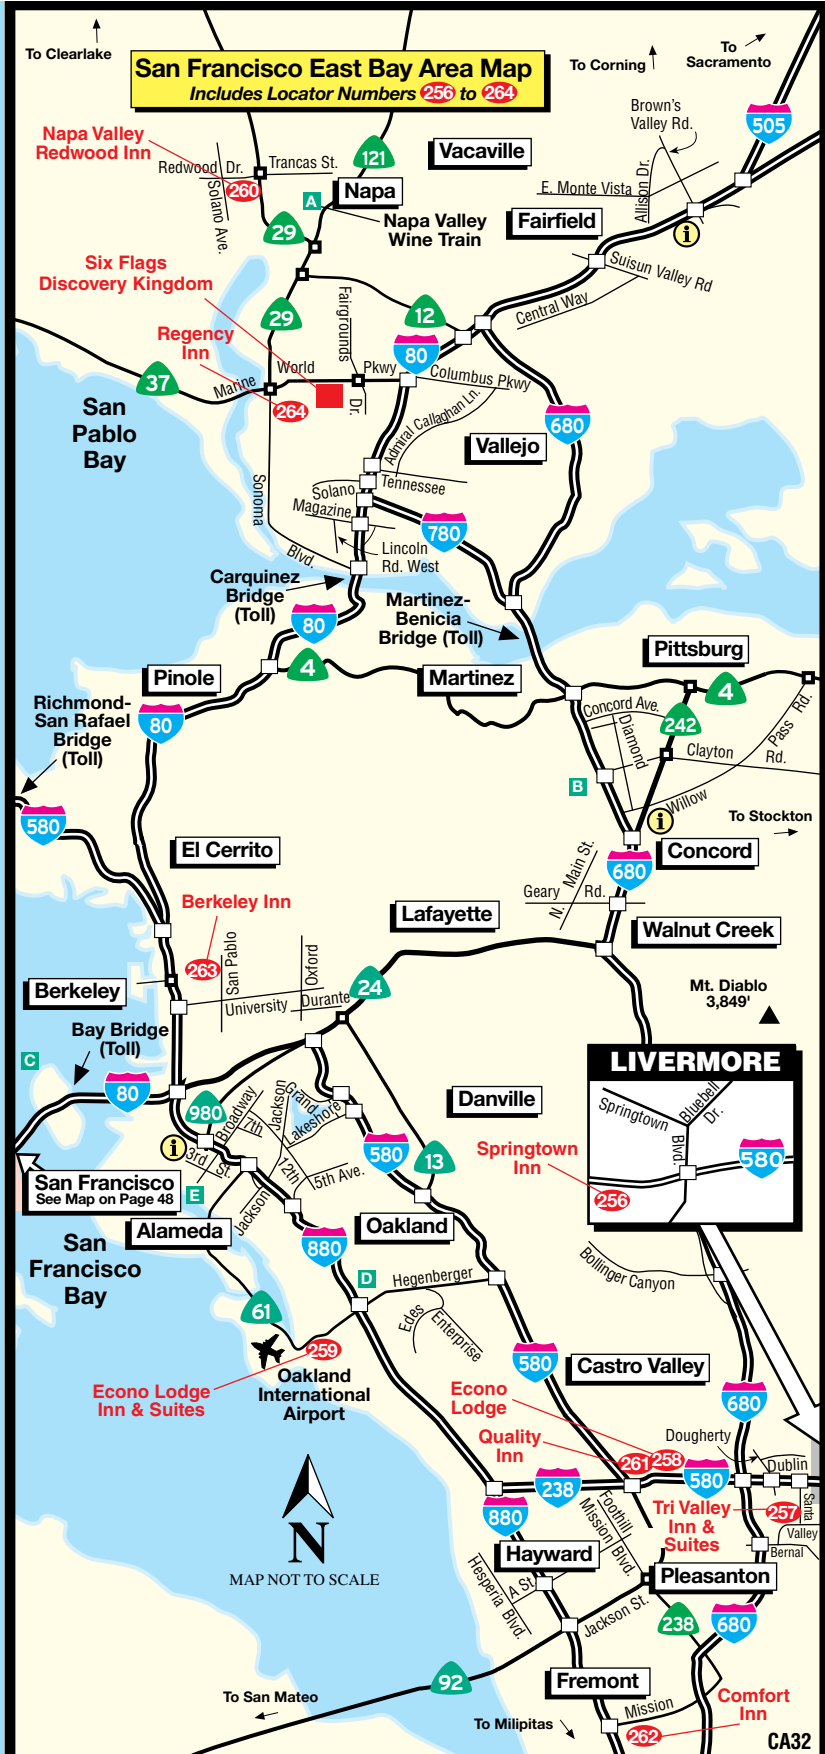 To Clearlake
San Francisco East Bay Area Map
Includes Locator Numbers 256 to 264
To Corning
To
Sacramento
505
Brown's
Valley Rd.
Napa Valley
Redwood Inn
Redwood Dr.
Trancas St.
121
Vacaville
260
Solano Ave.
A
Napa
E. Monte Vista
Allison Dr.
Napa Valley
Wine Train
Fairfield
i
29
Six Flags
Discovery Kingdom
Suisun Valley Rd
Central Way
29
Fairgrounds
Dr.
12
Regency
Inn
80
37
Marine
World
Pkwy
Columbus Pkwy
264
San
Pablo
Bay
Admiral Callaghan Ln.
680
Vallejo
Sonoma
Blvd.
Solano
Tennessee
Magazine
780
Lincoln
Rd. West
Carquinez
Bridge
(Toll)
Martinez-
Benicia
Bridge (Toll)
80
4
Pittsburg
Pinole
Martinez
4
Richmond-
San Rafael
Bridge
(Toll)
80
Concord Ave.
242
Diamond
Clayton
Rd.
Pass Rd.
B
Willow
580
i
To Stockton
El Cerrito
Concord
680
Main St.
N.
Geary
Rd.
Berkeley Inn
Lafayette
Walnut Creek
263
San Pablo
Oxford
24
Berkeley
University
Durante
Mt. Diablo
3,849'
Bay Bridge
(Toll)
C
80
LIVERMORE
Springtown
Bluebell
Dr.
Blvd.
580
Danville
980
Broadway
Jackson
Grand
Lakeshore
7th
i
3rd
St.
12th
5th Ave.
580
13
Springtown
Inn
256
San Francisco
See Map on Page 48
E
Jackson
Alameda
Oakland
880
San
Francisco
Bay
D
Hegenberger
Bollinger Canyon
61
Edes
Enterprise
259
Oakland
International
Airport
580
Castro Valley
Econo Lodge
Inn & Suites
Econo
Lodge
680
Quality
Inn
Dougherty
261
258
Dublin
238
580
880
Foothill
Mission Blvd.
Tri Valley
Inn &
Suites
257
Santa
Valley
Bernal
N
MAP NOT TO SCALE
Hayward
Hesperia Blvd.
A St.
Pleasanton
Jackson St.
238
680
92
Fremont
To San Mateo
Mission
Comfort
Inn
To Milipitas
262
CA32